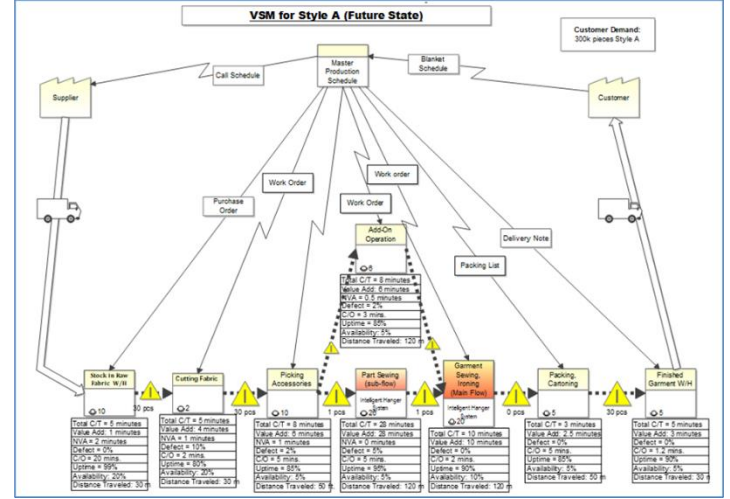 VSM for Style A (Future State)
Customer Demand:
300k pieces Style A
Master
Production
Schedule
Blanket
Schedule
Call Schedule
Supplier
Customer
Work order
Work Order
Purchase
Order
Work Order
Add-On
Operation
Delivery Note
Packing List
6
Total C/T = 8 minutes
Value Add: 6 minutes
NVA = 0.5 minutes
Defect = 2%
C/O = 3 mins.
Uptime = 85%
Availability: 5%
Distance Traveled: 120 m
Stock In Raw
Fabric W/H
10
30 pcs
Total C/T = 5 minutes
Value Add: 1 minutes
NVA = 2 minutes
Defect = 0%
C/O = 20 mins.
Uptime = 99%
Availability: 20%
Distance Traveled: 30 m
Cutting Fabric
2
30 pcs
Total C/T = 5 minutes
Value Add: 4 minutes
NVA = 1 minutes
Defect = 10%
C/O = 2 mins.
Uptime = 80%
Availability: 20%
Distance Traveled: 30 m
Picking
Accessories
10
1 pcs
Total C/T = 8 minutes
Value Add: 6 minutes
NVA = 1 minutes
Defect = 2%
C/O = 5 mins.
Uptime = 85%
Availability: 5%
Distance Traveled: 50
Part Sewing
(sub-flow)
Intelligent Hanger
System
1 pcs
Total C/T = 28 minutes
Value Add: 28 minutes
NVA = 0 minutes
Defect = 5%
C/O = 5 mins.
Uptime = 95%
Availability: 5%
Distance Traveled: 120 m
Garment
Sewing,
Ironing
(Main Flow)
Intelligent Hanger
System
20
0 pcs
Total C/T = 10 minutes
Value Add: 10 minutes
Defect = 0%
C/O = 2 mins.
Uptime = 90%
Availability: 10%
Distance Traveled: 120 m
Packing,
Cartoning
5
30 pcs
Total C/T = 3 minutes
Value Add: 2.5 minutes
Defect = 0%
C/O = 5 mins.
Uptime = 85%
Availability: 5%
Distance Traveled: 50 m
Finished
Garment W/H
5
Total C/T = 5 minutes
Value Add: 3 minutes
Defect = 0%
C/O = 1.2 mins.
Uptime = 90%
Availability: 5%
Distance Traveled: 30 m